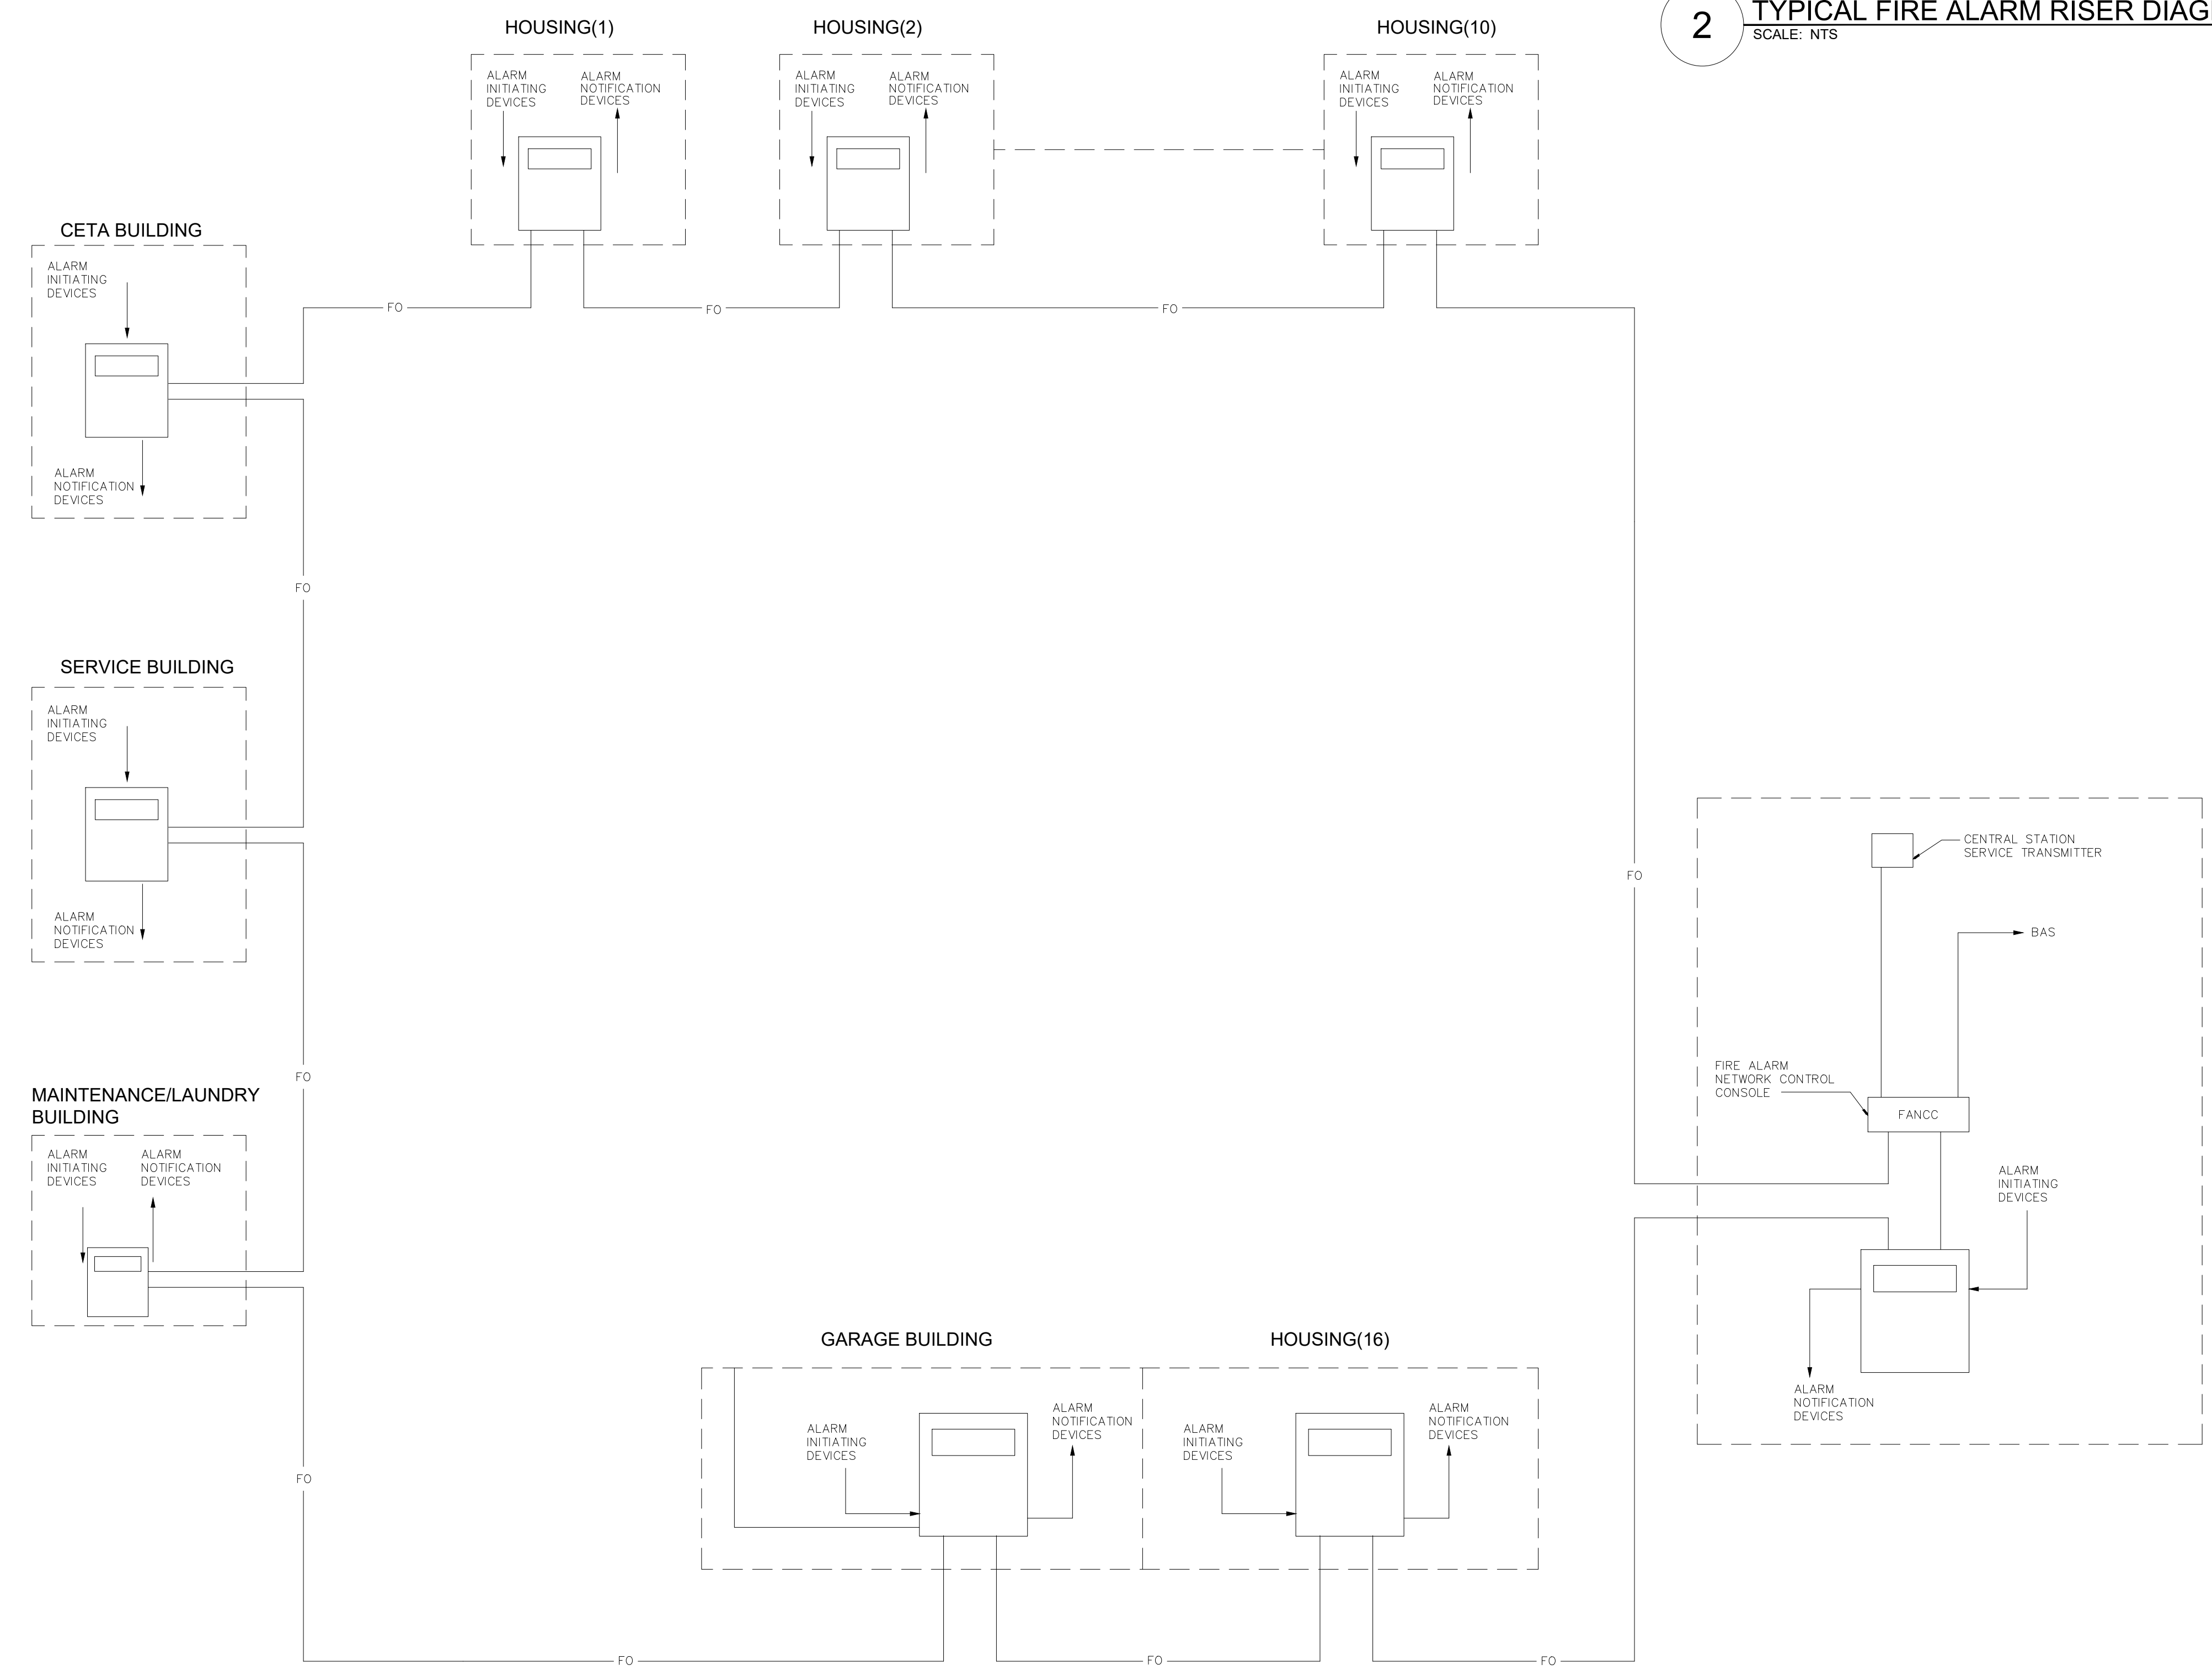 2
TYPICAL FIRE ALARM RISER
SCALE: NTS
HOUSING(1)
ALARM
INITIATING
DEVICES
ALARM
NOTIFICATION
DEVICES
HOUSING(2)
ALARM
INITIATING
DEVICES
ALARM
NOTIFICATION
DEVICES
HOUSING(10)
ALARM
INITIATING
DEVICES
ALARM
NOTIFICATION
DEVICES
CETA BUILDING
ALARM
INITIATING
DEVICES
ALARM
NOTIFICATION
DEVICES
FO
FO
FO
FO
SERVICE BUILDING
ALARM
INITIATING
DEVICES
ALARM
NOTIFICATION
DEVICES
FO
CENTRAL STATION
SERVICE TRANSMITTER
BAS
FIRE ALARM
NETWORK CONTROL
CONSOLE
FANCC
ALARM
INITIATING
DEVICES
ALARM
NOTIFICATION
DEVICES
FO
MAINTENANCE/LAUNDRY
BUILDING
ALARM
INITIATING
DEVICES
ALARM
NOTIFICATION
DEVICES
FO
GARAGE BUILDING
ALARM
INITIATING
DEVICES
ALARM
NOTIFICATION
DEVICES
HOUSING(16)
ALARM
INITIATING
DEVICES
ALARM
NOTIFICATION
DEVICES
FO
FO
FO